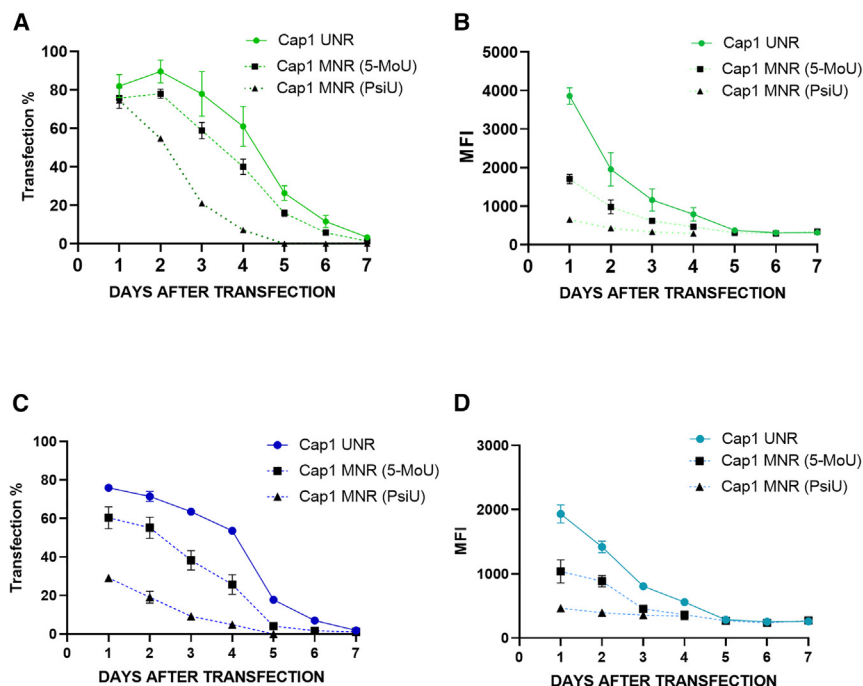 A
Cap1 UNR
Cap1 MNR (5-MoU)
Cap1 MNR (PsiU)
Transfection %
100
80
60
40
20
0
0 1 2 3 4 5 6 7
DAYS AFTER TRANSFECTION
B
Cap1 UNR
Cap1 MNR (5-MoU)
Cap1 MNR (PsiU)
MFI
5000
4000
3000
2000
1000
0
0 1 2 3 4 5 6 7
DAYS AFTER TRANSFECTION
C
Cap1 UNR
Cap1 MNR (5-MoU)
Cap1 MNR (PsiU)
Transfection %
100
80
60
40
20
0
0 1 2 3 4 5 6 7
DAYS AFTER TRANSFECTION
D
Cap1 UNR
Cap1 MNR (5-MoU)
Cap1 MNR (PsiU)
MFI
3000
2000
1000
0
0 1 2 3 4 5 6 7
DAYS AFTER TRANSFECTION